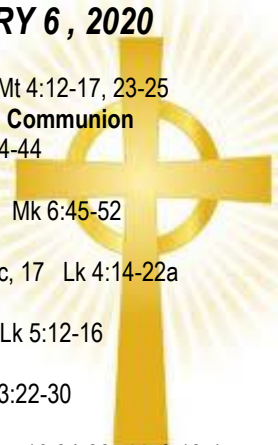 RY 6 , 2020
Mt 4:12-17, 23-25
Communion
4-44
Mk 6:45-52
c, 17 Lk 4:14-22a
Lk 5:12-16
3:22-30